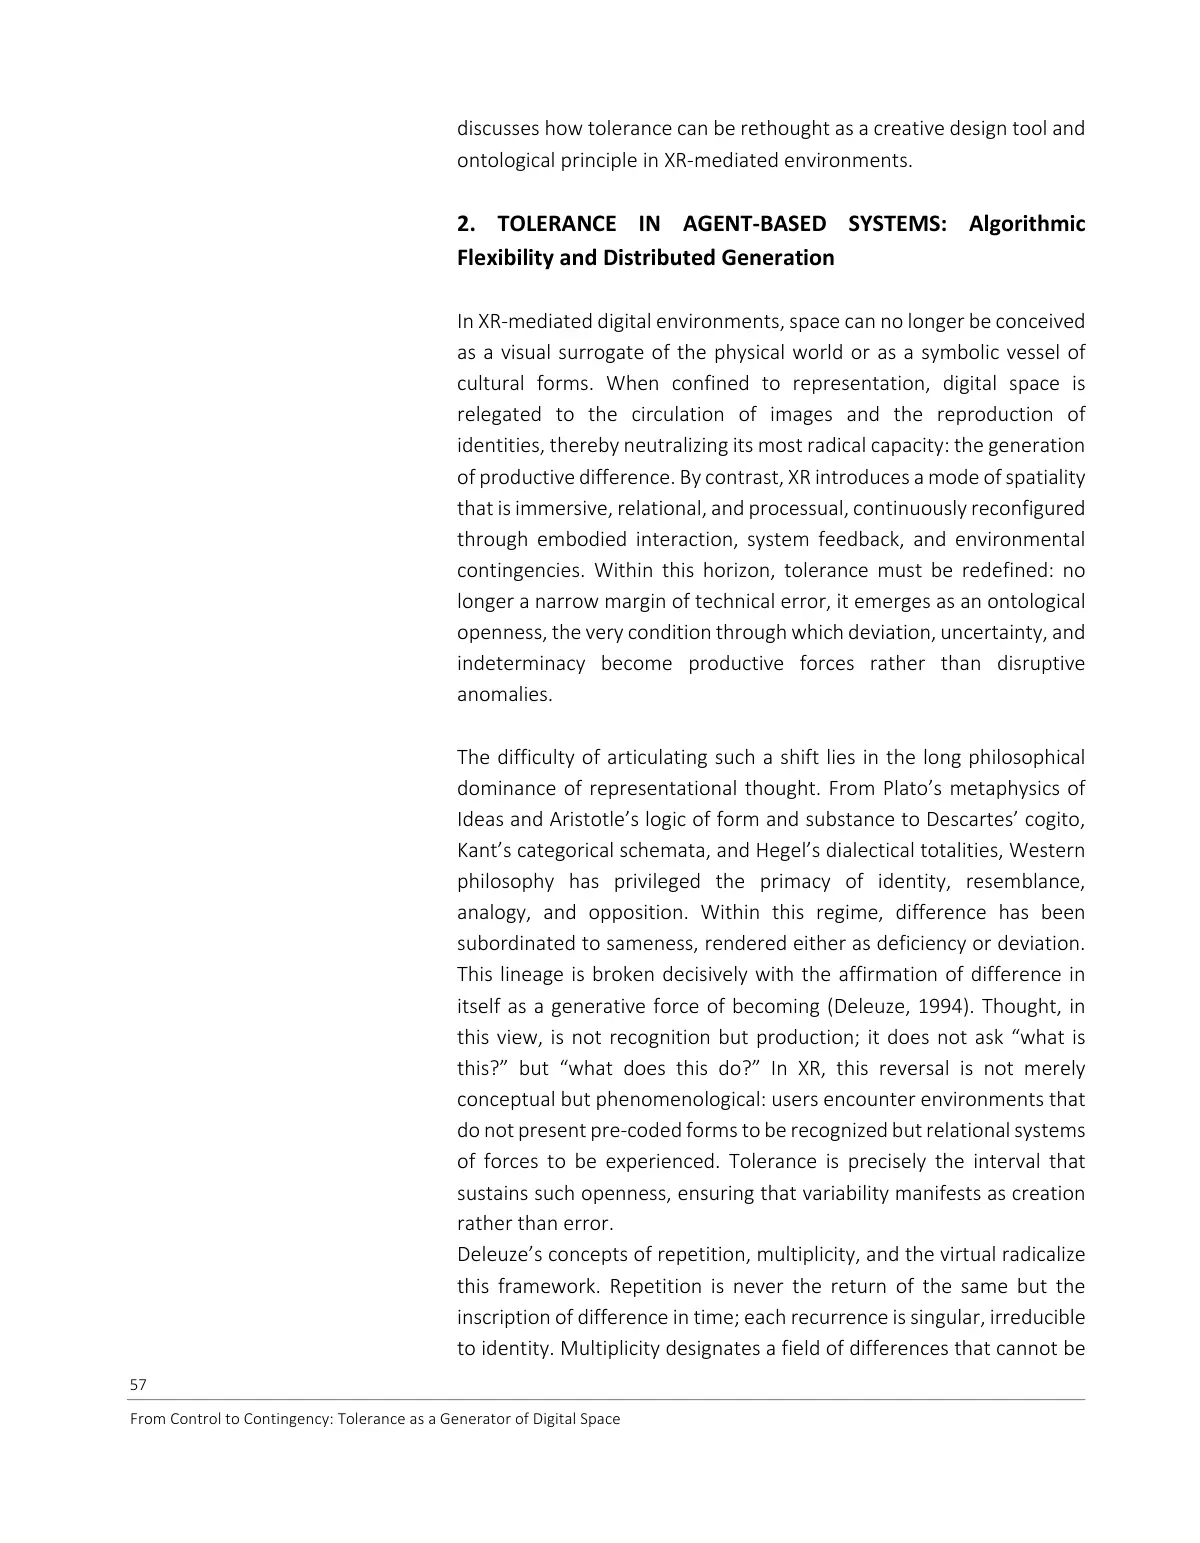 discusses how tolerance can be rethought as a creative design tool and
ontological principle in XR-mediated environments.
2. TOLERANCE IN AGENT-BASED SYSTEMS: Algorithmic
Flexibility and Distributed Generation
In XR-mediated digital environments, space can no longer be conceived
as a visual surrogate of the physical world or as a symbolic vessel of
cultural forms. When confined to representation, digital space is
relegated to the circulation of images and the reproduction of
identities, thereby neutralizing its most radical capacity: the generation
of productive difference. By contrast, XR introduces a mode of spatiality
that is immersive, relational, and processual, continuously reconfigured
through embodied interaction, system feedback, and environmental
contingencies. Within this horizon, tolerance must be redefined: no
longer a narrow margin of technical error, it emerges as an ontological
openness, the very condition through which deviation, uncertainty, and
indeterminacy become productive forces rather than disruptive
anomalies.
The difficulty of articulating such a shift lies in the long philosophical
dominance of representational thought. From Plato’s metaphysics of
Ideas and Aristotle’s logic of form and substance to Descartes’ cogito,
Kant’s categorical schemata, and Hegel’s dialectical totalities, Western
philosophy has privileged the primacy of identity, resemblance,
analogy, and opposition. Within this regime, difference has been
subordinated to sameness, rendered either as deficiency or deviation.
This lineage is broken decisively with the affirmation of difference in
itself as a generative force of becoming (Deleuze, 1994). Thought, in
this view, is not recognition but production; it does not ask “what is
this?” but “what does this do?” In XR, this reversal is not merely
conceptual but phenomenological: users encounter environments that
do not present pre-coded forms to be recognized but relational systems
of forces to be experienced. Tolerance is precisely the interval that
sustains such openness, ensuring that variability manifests as creation
rather than error.
Deleuze’s concepts of repetition, multiplicity, and the virtual radicalize
this framework. Repetition is never the return of the same but the
inscription of difference in time; each recurrence is singular, irreducible
to identity. Multiplicity designates a field of differences that cannot be
57
From Control to Contingency: Tolerance as a Generator of Digital Space